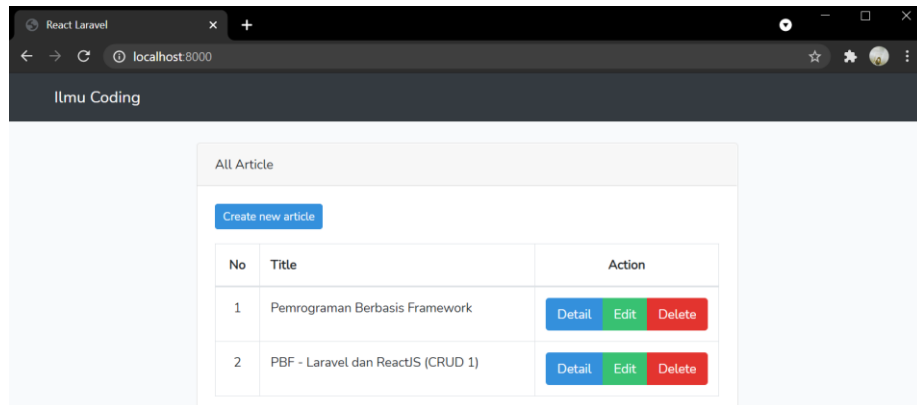 React Laravel
localhost:8000
Ilmu Coding
All Article
Create new article
No Title Action
1 Pemrograman Berbasis Framework Detail Edit Delete
2 PBF - Laravel dan ReactJS (CRUD 1) Detail Edit Delete